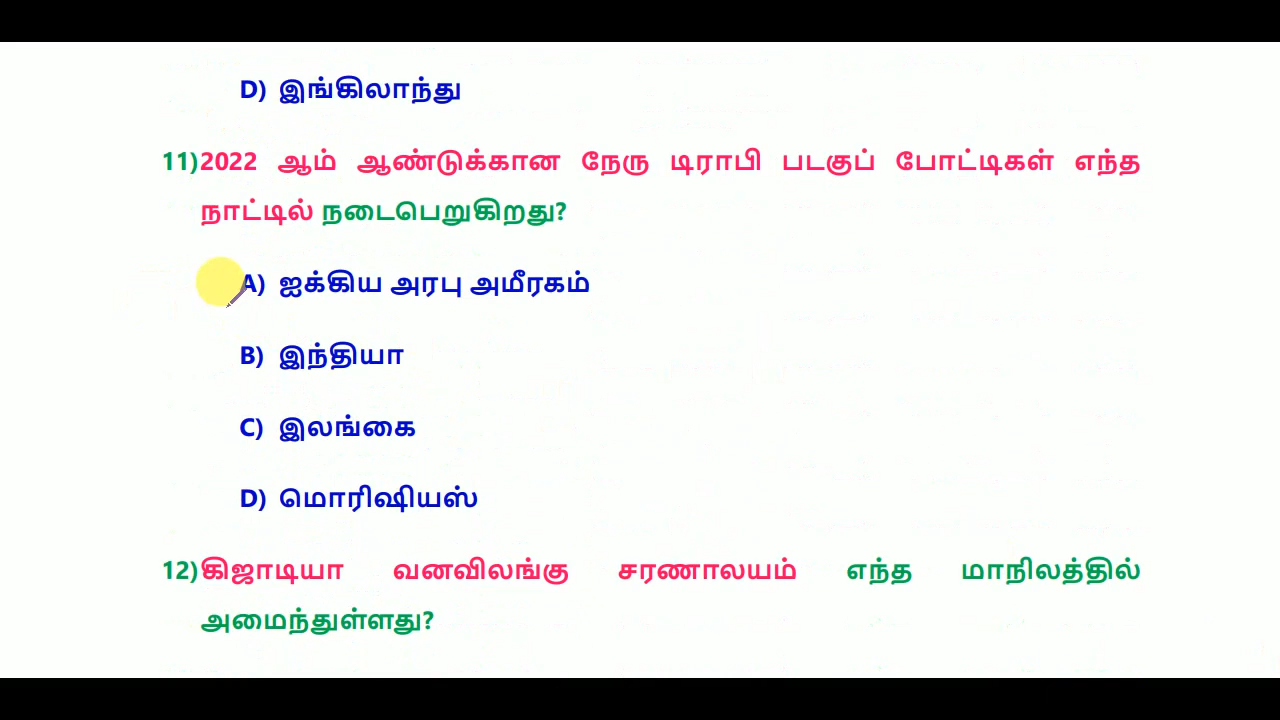 D) இங்கிலாந்து
11)2022 ஆம் ஆண்டுக்கான நேரு டிராபி படகுப் போட்டிகள் எந்த
நாட்டில் நடைபெறுகிறது?
A) ஐக்கிய அரபு அமீரகம்
B) இந்தியா
C) இலங்கை
D) மொரிஷியஸ்
12)கிஜாடியா வனவிலங்கு சரணாலயம் எந்த மாநிலத்தில்
அமைந்துள்ளது?